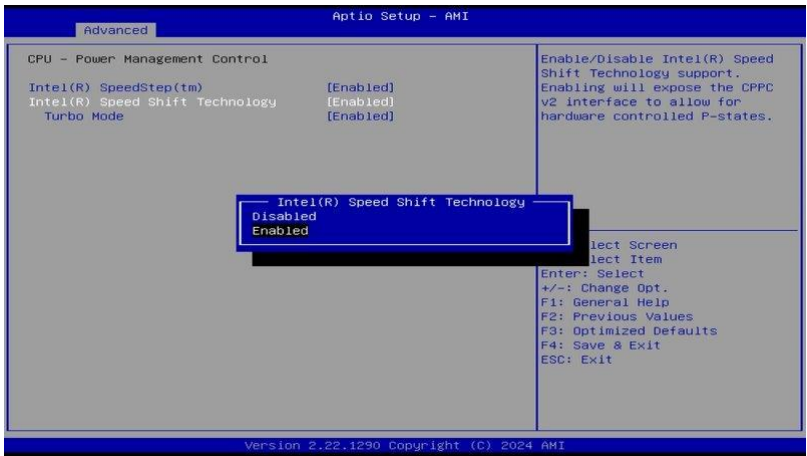 Aptio Setup – AMI
Advanced
CPU – Power Management Control
Intel(R) SpeedStep(tm) [Enabled]
Intel(R) Speed Shift Technology [Enabled]
Turbo Mode [Enabled]
Enable/Disable Intel(R) Speed
Shift Technology support.
Enabling will expose the CPPC
v2 interface to allow for
hardware controlled P-states.
Intel(R) Speed Shift Technology
Disabled
Enabled
lect Screen
lect Item
Enter: Select
+/-: Change Opt.
F1: General Help
F2: Previous Values
F3: Optimized Defaults
F4: Save & Exit
ESC: Exit
Version 2.22.1290 Copyright (C) 2024 AMI